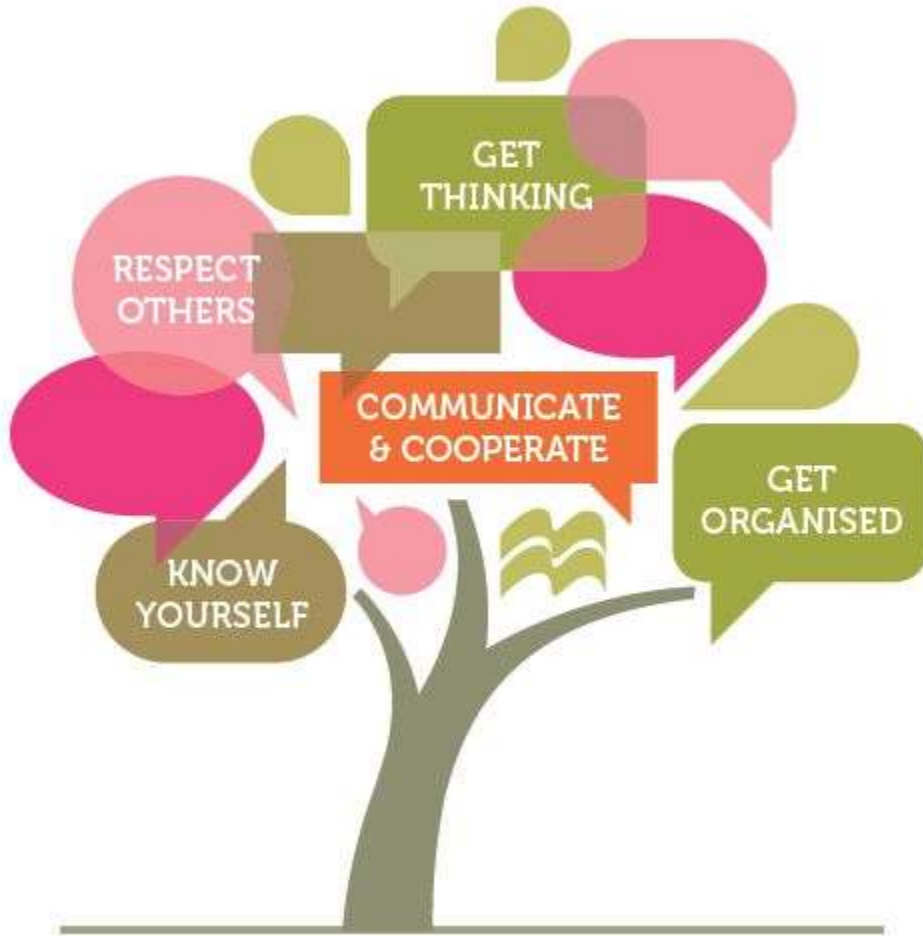 GET
THINKING
RESPECT
OTHERS
COMMUNICATE
& COOPERATE
GET
ORGANISED
KNOW
YOURSELF